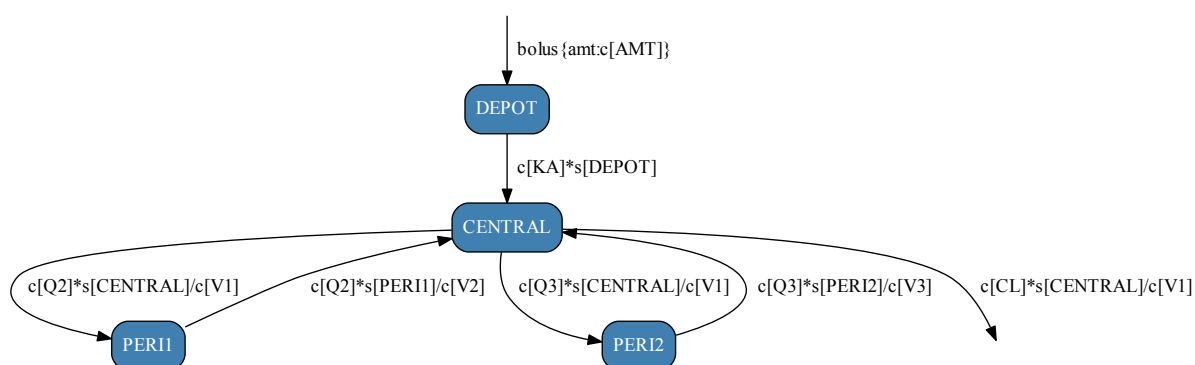 bolus{amt:c[AMT]}
DEPOT
c[KA]*s[DEPOT]
CENTRAL
c[Q2]*s[CENTRAL]/c[V1]
c[Q2]*s[PERI1]/c[V2]
c[Q3]*s[CENTRAL]/c[V1]
c[Q3]*s[PERI2]/c[V3]
c[CL]*s[CENTRAL]/c[V1]
PERI1
PERI2